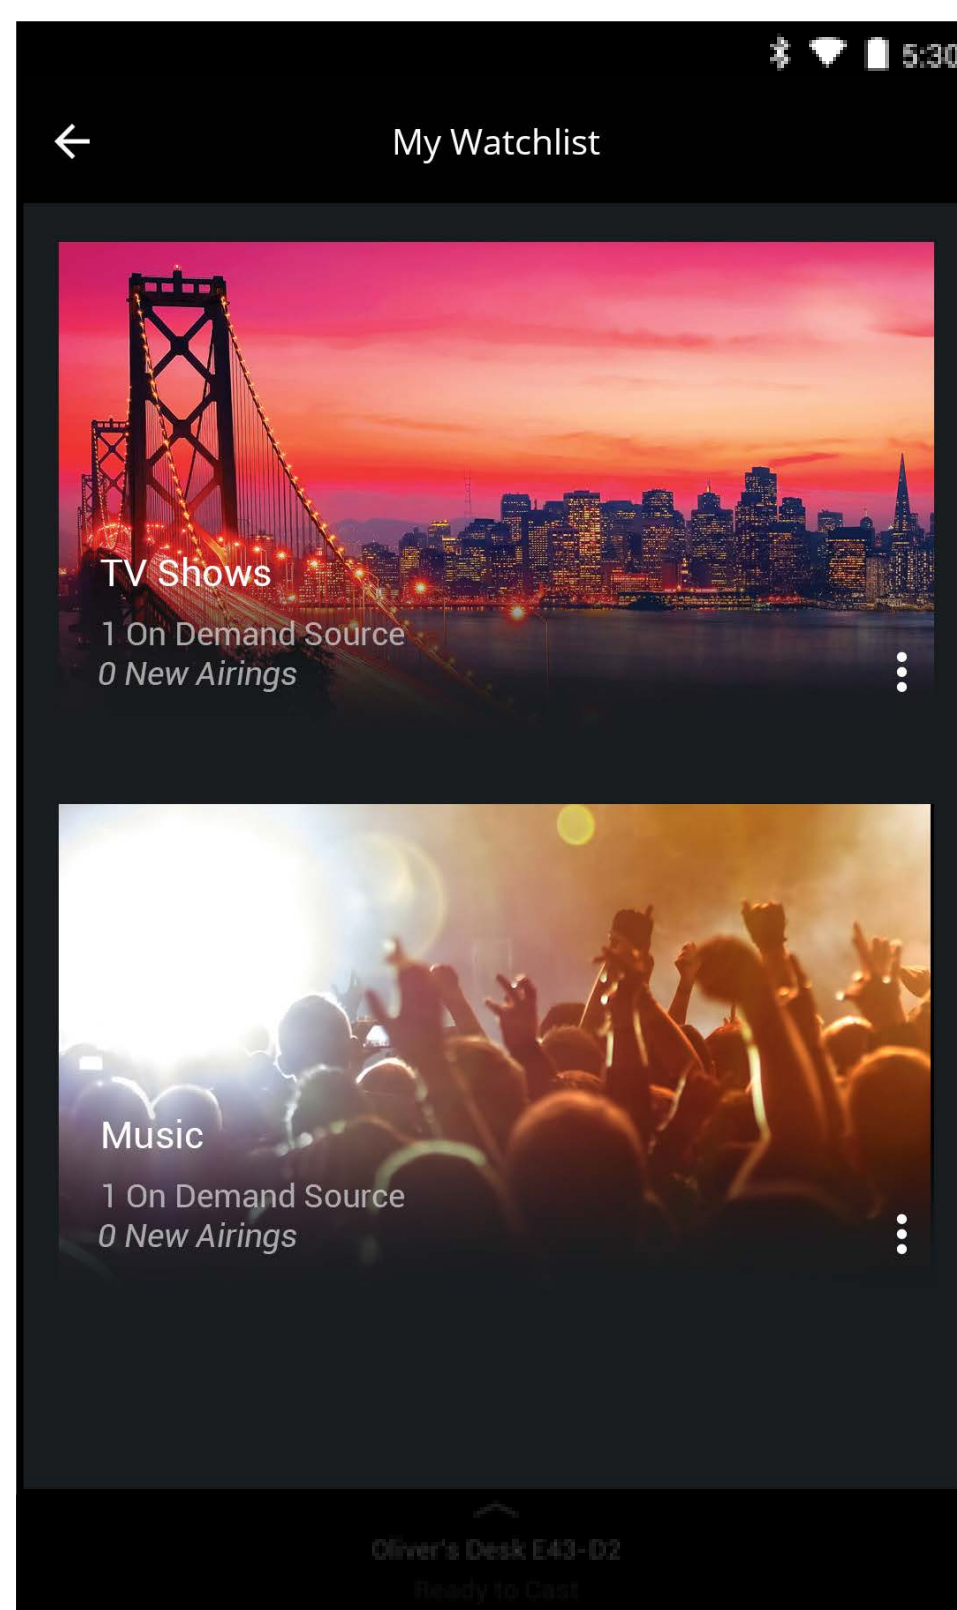 5:30
My Watchlist
TV Shows
1 On Demand Source
0 New Airings
Music
1 On Demand Source
0 New Airings
Oliver's Desk E43-D2
Ready to Cast